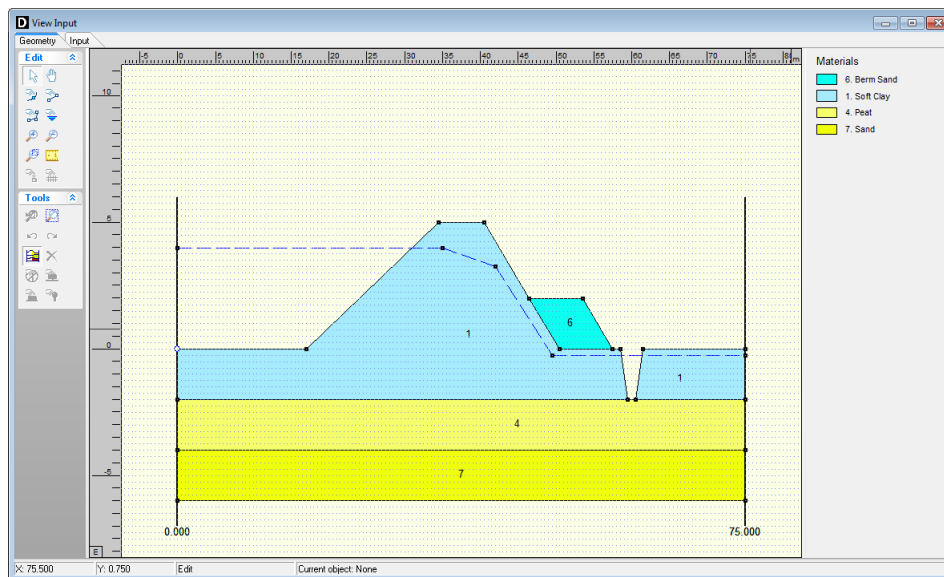 D View Input
Geometry Input
Edit
Tools
-5 0 5 10 15 20 25 30 35 40 45 50 55 60 65 70 75 80 m
10
5
0
-5
E
1
6
1
4
7
0.000 75.000
Materials
6. Berm Sand
1. Soft Clay
4. Peat
7. Sand
X: 75.500 Y: 0.750 Edit Current object: None